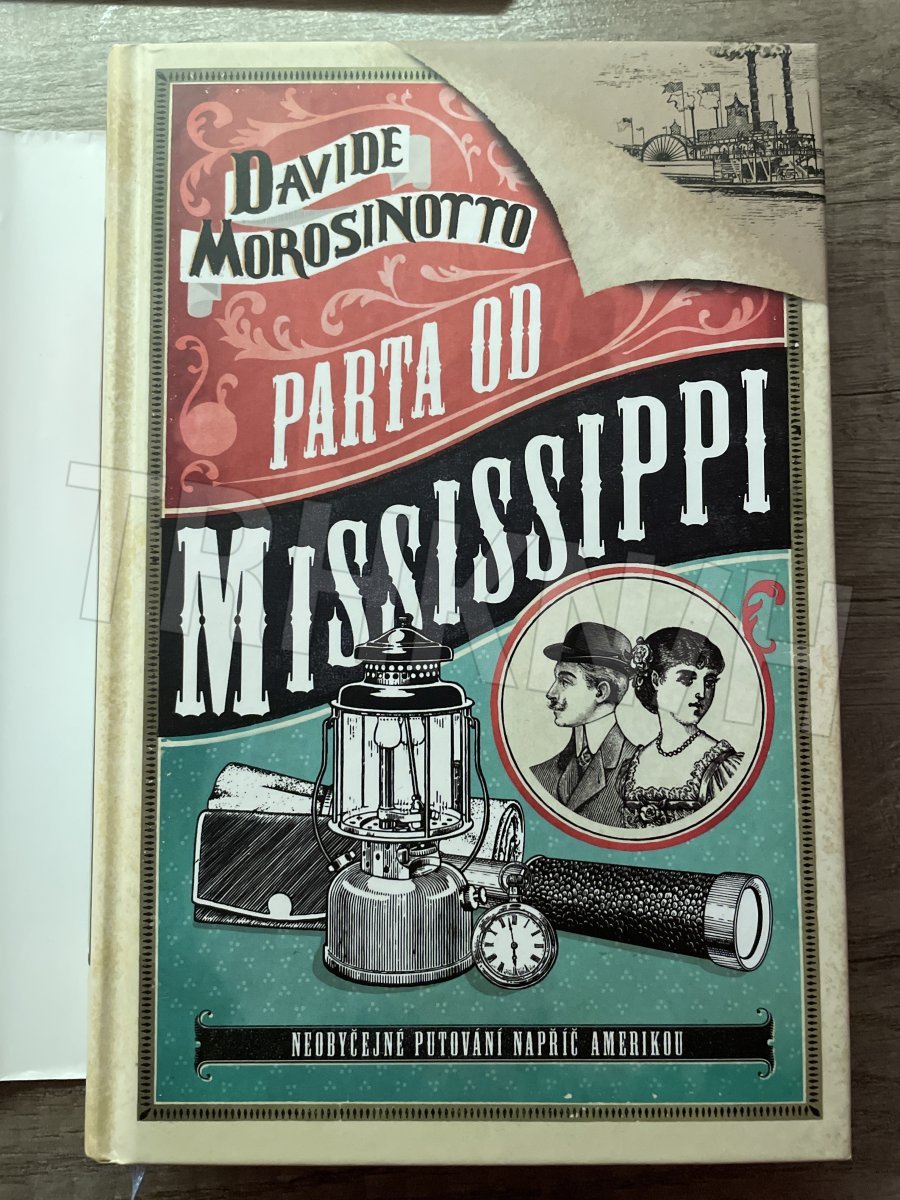 DAVIDE
MOROSINOTTO
PARTA OD
MISSISSIPPI
NEOBYČEJNÉ PUTOVÁNÍ NAPŘÍČ AMERIKOU